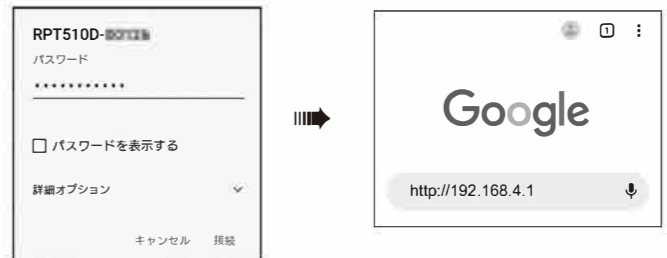 RPT510D-
パスワード
•••••••••••
パスワードを表示する
詳細オプション
キャンセル 接続
1
Google
http://192.168.4.1